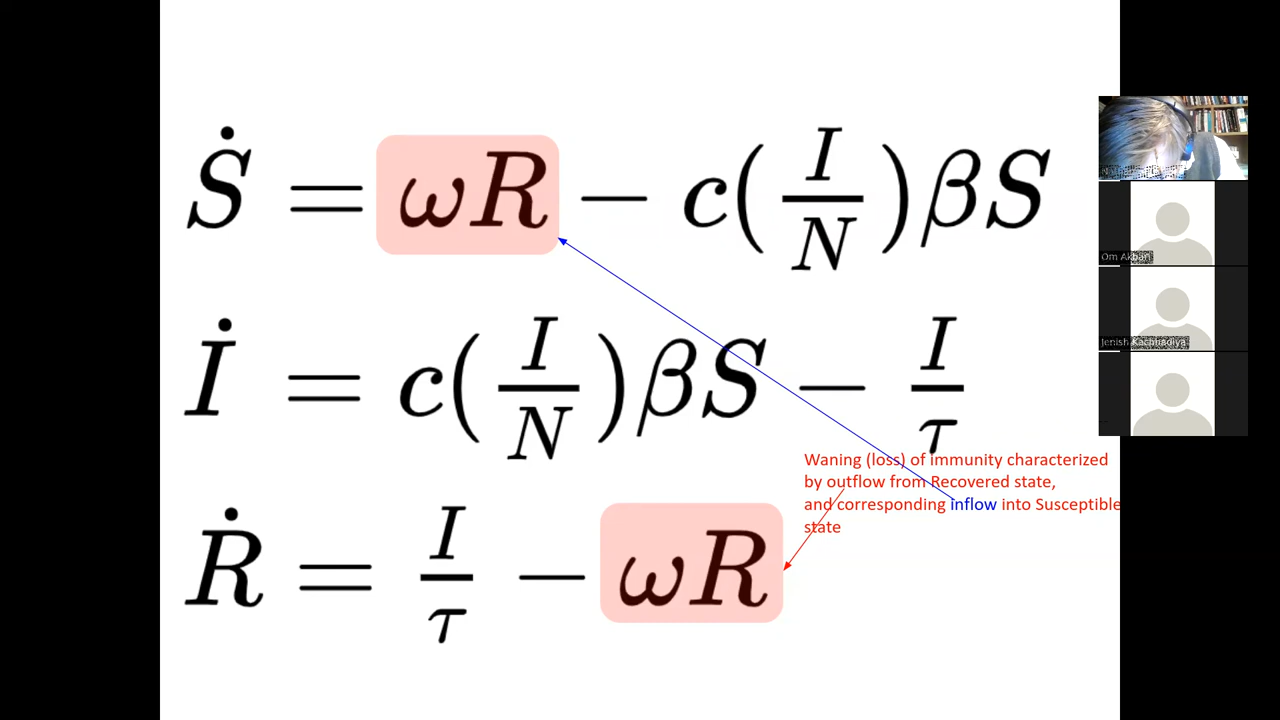 Ṡ = ωR − c(I/N)βS
İ = c(I/N)βS − I/τ
Ṙ = I/τ − ωR
Waning (loss) of immunity characterized
by outflow from Recovered state,
and corresponding inflow into Susceptible
state
Om Akbari
Jenish Kachhadiya